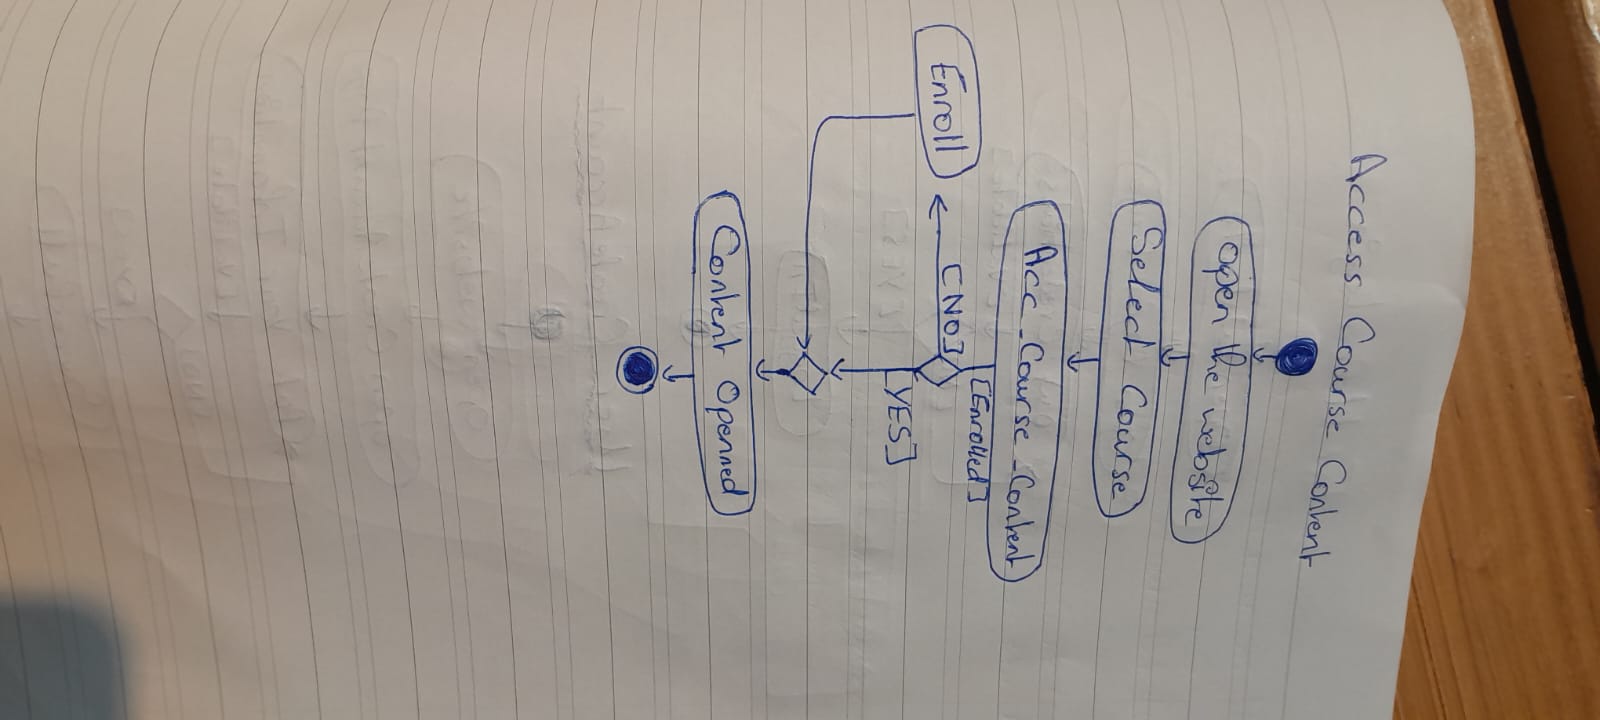 Access Course Content
open the website
Select Course
Acc_Course_Content
[Enrolled]
Enroll
[NO]
[YES]
Content Openned